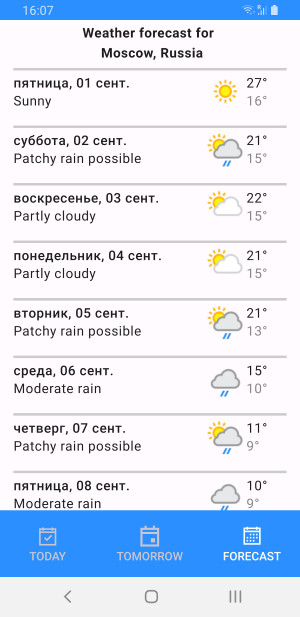 16:07
Weather forecast for
Moscow, Russia
пятница, 01 сент.
27°
Sunny
16°
суббота, 02 сент.
21°
Patchy rain possible
15°
воскресенье, 03 сент.
22°
Partly cloudy
15°
понедельник, 04 сент.
21°
Partly cloudy
15°
вторник, 05 сент.
21°
Patchy rain possible
13°
среда, 06 сент.
15°
Moderate rain
10°
четверг, 07 сент.
11°
Patchy rain possible
9°
пятница, 08 сент.
10°
Moderate rain
9°
TODAY
TOMORROW
FORECAST